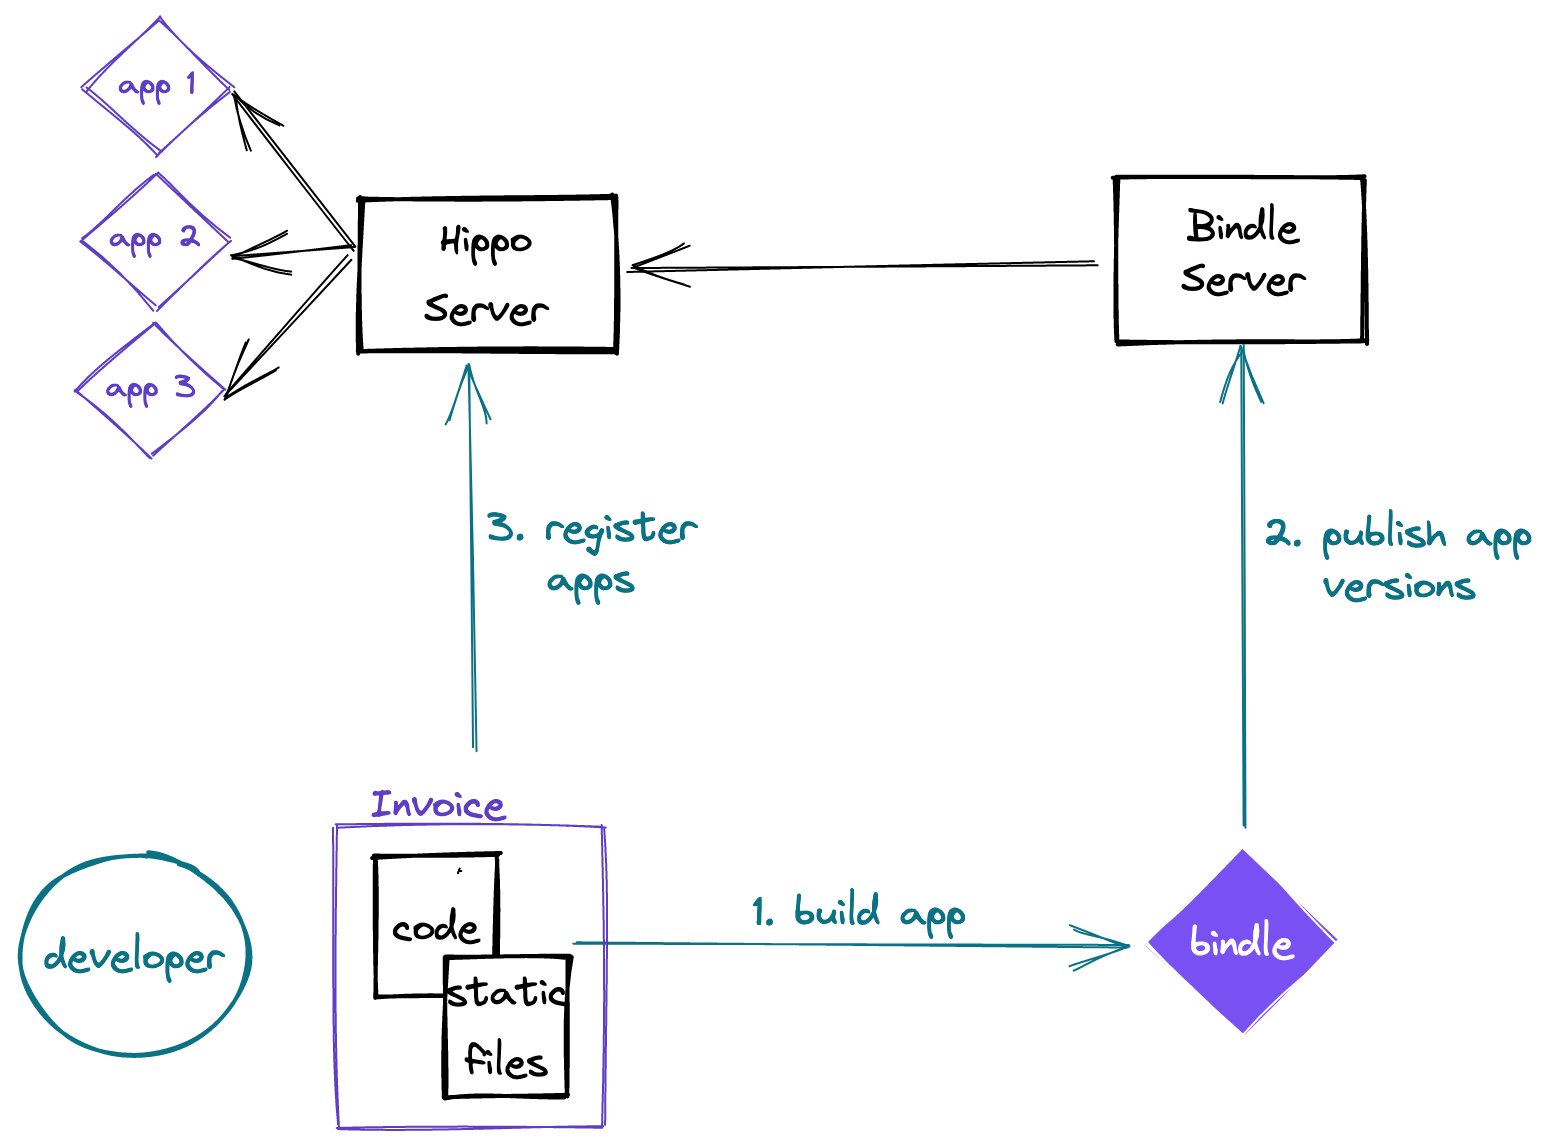 app 1
app 2
app 3
Hippo
Server
Bindle
Server
3. register
apps
2. publish app
versions
Invoice
code
static
files
1. build app
bindle
developer